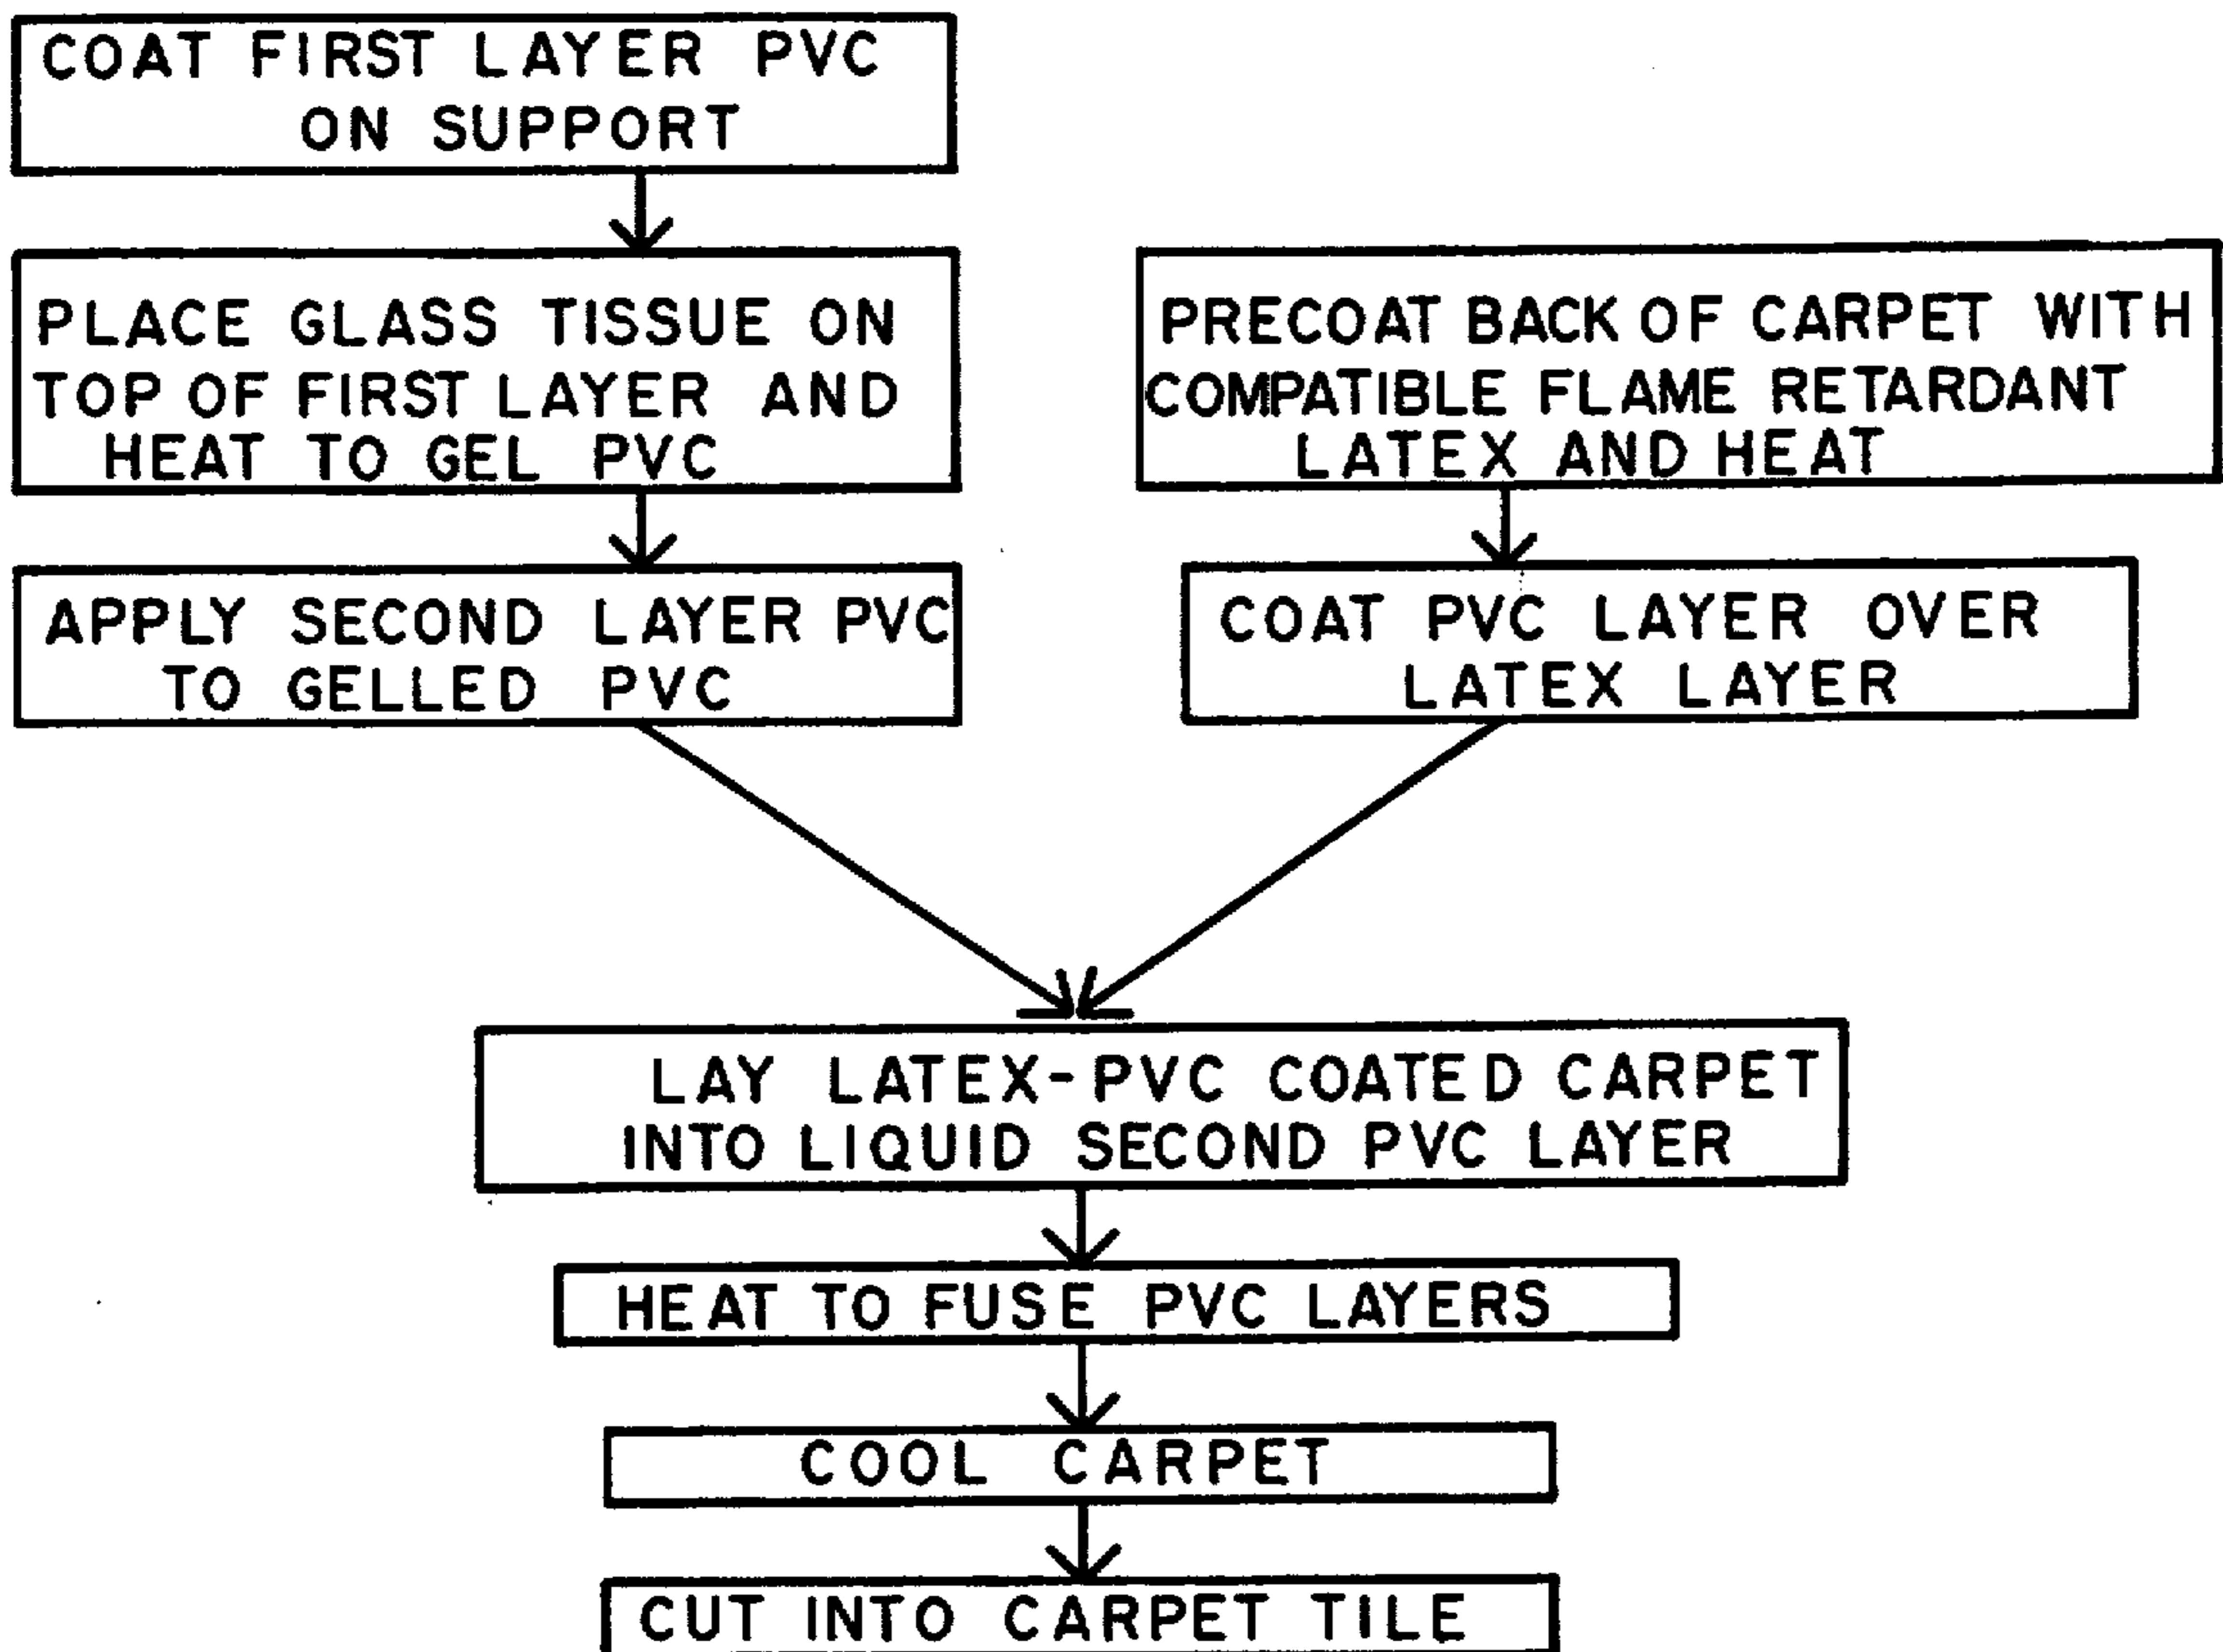 COAT FIRST LAYER PVC
ON SUPPORT
PLACE GLASS TISSUE ON
TOP OF FIRST LAYER AND
HEAT TO GEL PVC
PRECOAT BACK OF CARPET WITH
COMPATIBLE FLAME RETARDANT
LATEX AND HEAT
APPLY SECOND LAYER PVC
TO GELLED PVC
COAT PVC LAYER OVER
LATEX LAYER
LAY LATEX-PVC COATED CARPET
INTO LIQUID SECOND PVC LAYER
HEAT TO FUSE PVC LAYERS
COOL CARPET
CUT INTO CARPET TILE